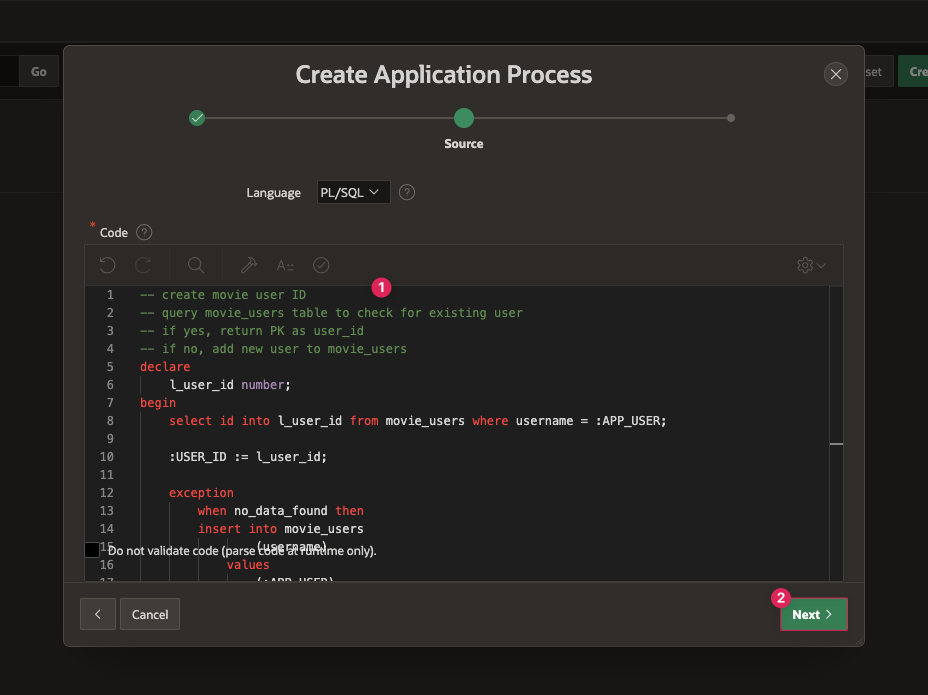 Go
set
Cre
Create Application Process
Source
Language PL/SQL ?
* Code ?
1
1 -- create movie user ID
2 -- query movie_users table to check for existing user
3 -- if yes, return PK as user_id
4 -- if no, add new user to movie_users
5 declare
6 l_user_id number;
7 begin
8 select id into l_user_id from movie_users where username = :APP_USER;
9
10 :USER_ID := l_user_id;
11
12 exception
13 when no_data_found then
14 insert into movie_users
15 (username)
Do not validate code (parse code at runtime only).
16 values
17 (:APP_USER)
Cancel
2
Next